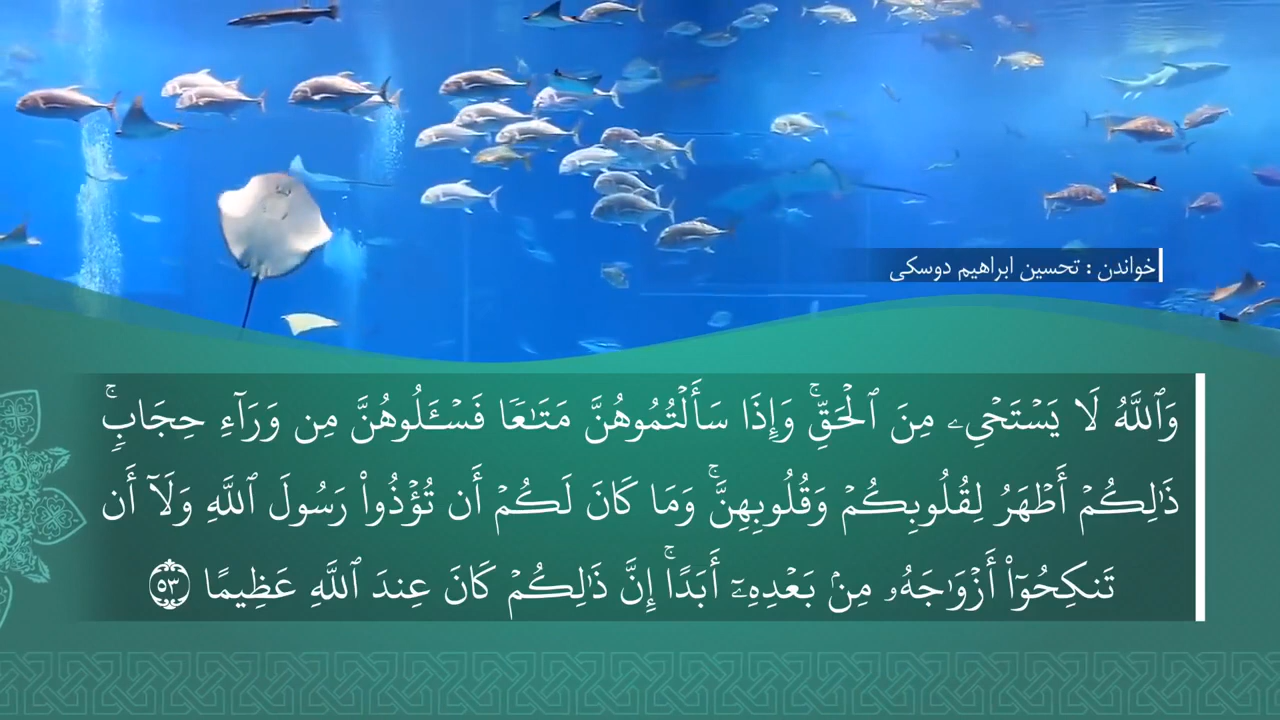 خواندن : تحسین ابراهیم دوسکی
وَٱللَّهُ لَا يَسۡتَحۡيِۦ مِنَ ٱلۡحَقِّۚ وَإِذَا سَأَلۡتُمُوهُنَّ مَتَٰعٗا فَسۡـَٔلُوهُنَّ مِن وَرَآءِ حِجَابٖۚ
ذَٰلِكُمۡ أَطۡهَرُ لِقُلُوبِكُمۡ وَقُلُوبِهِنَّۚ وَمَا كَانَ لَكُمۡ أَن تُؤۡذُواْ رَسُولَ ٱللَّهِ وَلَآ أَن
تَنكِحُوٓاْ أَزۡوَٰجَهُۥ مِنۢ بَعۡدِهِۦٓ أَبَدًاۚ إِنَّ ذَٰلِكُمۡ كَانَ عِندَ ٱللَّهِ عَظِيمًا ۝٥٣